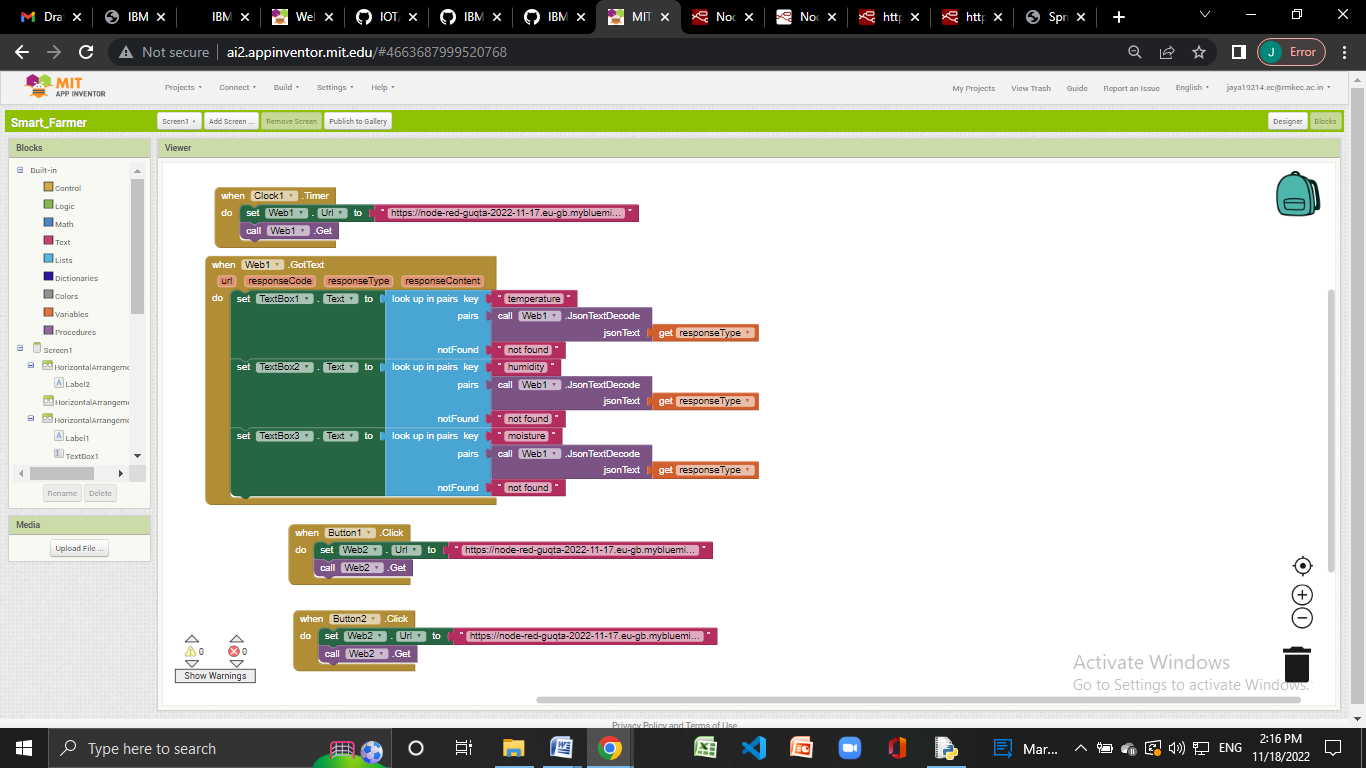 Dra
IBM
IBM
Wel
IOT,
IBM
IBM
MIT
Noc
Noc
http
http
Spr
Not secure
ai2.appinventor.mit.edu/#4663687999520768
J Error
MIT
APP INVENTOR
Projects
Connect
Build
Settings
Help
My Projects
View Trash
Guide
Report an Issue
English
jaya19214.ec@rmkec.ac.in
Smart_Farmer
Screen1
Add Screen ...
Remove Screen
Publish to Gallery
Designer
Blocks
Blocks
Viewer
Built-in
Control
Logic
Math
Text
Lists
Dictionaries
Colors
Variables
Procedures
Screen1
HorizontalArrangeme
Label2
HorizontalArrangeme
HorizontalArrangeme
Label1
TextBox1
Rename
Delete
Media
Upload File ...
when Clock1 .Timer
do set Web1 . Url to " https://node-red-guqta-2022-11-17.eu-gb.mybluemi... "
call Web1 .Get
when Web1 .GotText
url responseCode responseType responseContent
do set TextBox1 . Text to look up in pairs key " temperature "
pairs call Web1 .JsonTextDecode
jsonText get responseType
notFound " not found "
set TextBox2 . Text to look up in pairs key " humidity "
pairs call Web1 .JsonTextDecode
jsonText get responseType
notFound " not found "
set TextBox3 . Text to look up in pairs key " moisture "
pairs call Web1 .JsonTextDecode
jsonText get responseType
notFound " not found "
when Button1 .Click
do set Web2 . Url to " https://node-red-guqta-2022-11-17.eu-gb.mybluemi... "
call Web2 .Get
when Button2 .Click
do set Web2 . Url to " https://node-red-guqta-2022-11-17.eu-gb.mybluemi... "
call Web2 .Get
0 0
Show Warnings
Activate Windows
Go to Settings to activate Windows.
Privacy Policy and Terms of Use
Type here to search
Mar...
ENG
2:16 PM
11/18/2022